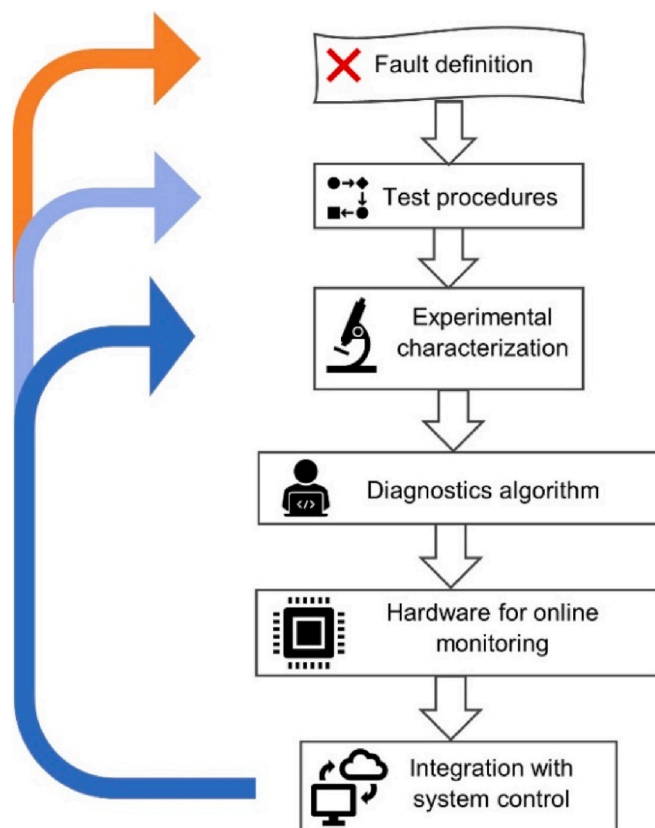 Fault definition
Test procedures
Experimental
characterization
</>
Diagnostics algorithm
Hardware for online
monitoring
Integration with
system control